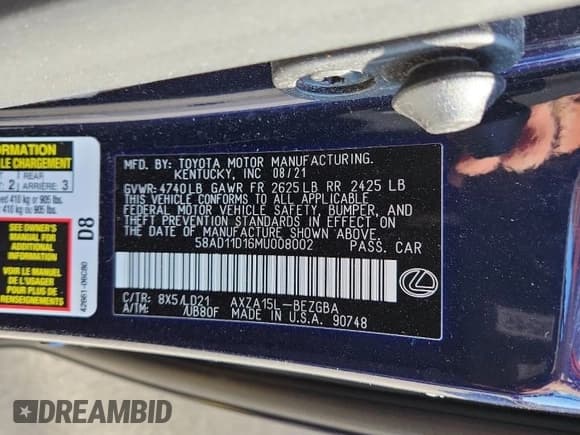 ORMATION
LE CHARGEMENT
2 ARRIÈRE: 3
ed 410 kg or 905 lbs.
410 kg ou 905 lb.
SEE OWNER'S
MANUAL FOR
ADDITIONAL
INFORMATION
VOIR LE MANUEL
DE L'USAGER
POUR PLUS DE
RENSEIGNEMENTS
D8
42661-06C80
MFD. BY: TOYOTA MOTOR MANUFACTURING.
KENTUCKY, INC 08/21
GVWR: 4740LB GAWR FR 2625LB RR 2425 LB
THIS VEHICLE CONFORMS TO ALL APPLICABLE
FEDERAL MOTOR VEHICLE SAFETY, BUMPER, AND
THEFT PREVENTION STANDARDS IN EFFECT ON
THE DATE OF MANUFACTURE SHOWN ABOVE.
58AD11D16MU008002 PASS. CAR
C/TR: 8X5/LD21 AXZA15L-BEZGBA
A/TM: /UB80F MADE IN U.S.A. 90748
DREAMBID